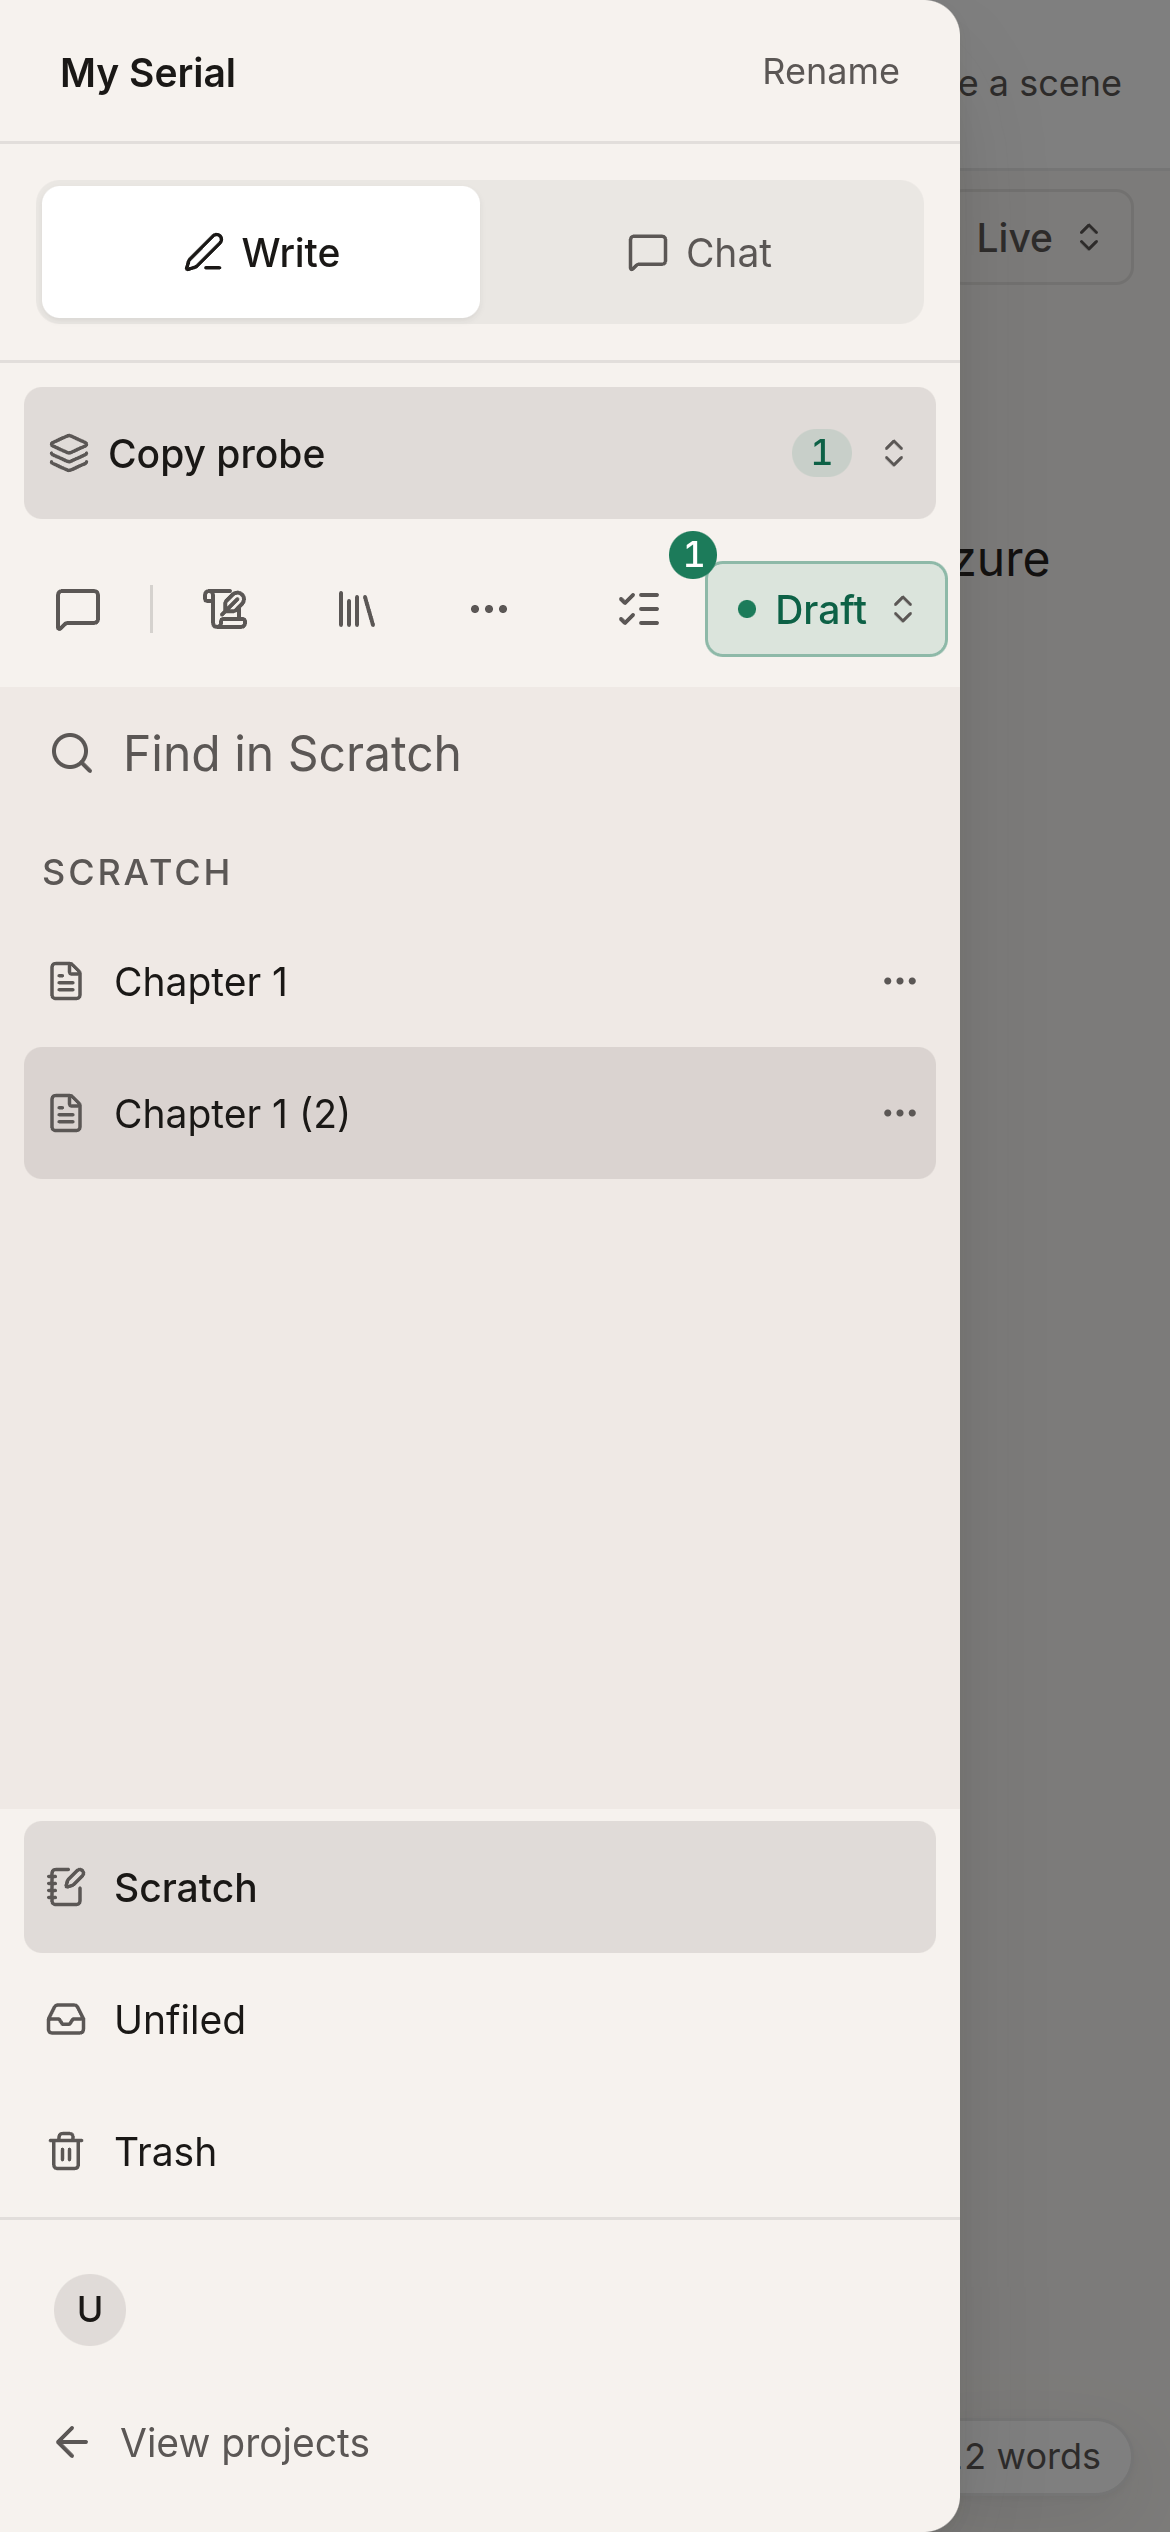 My Serial
Rename
e a scene
Write
Chat
Live
Copy probe
1
1
Draft
zure
Find in Scratch
SCRATCH
Chapter 1
Chapter 1 (2)
Scratch
Unfiled
Trash
U
View projects
2 words